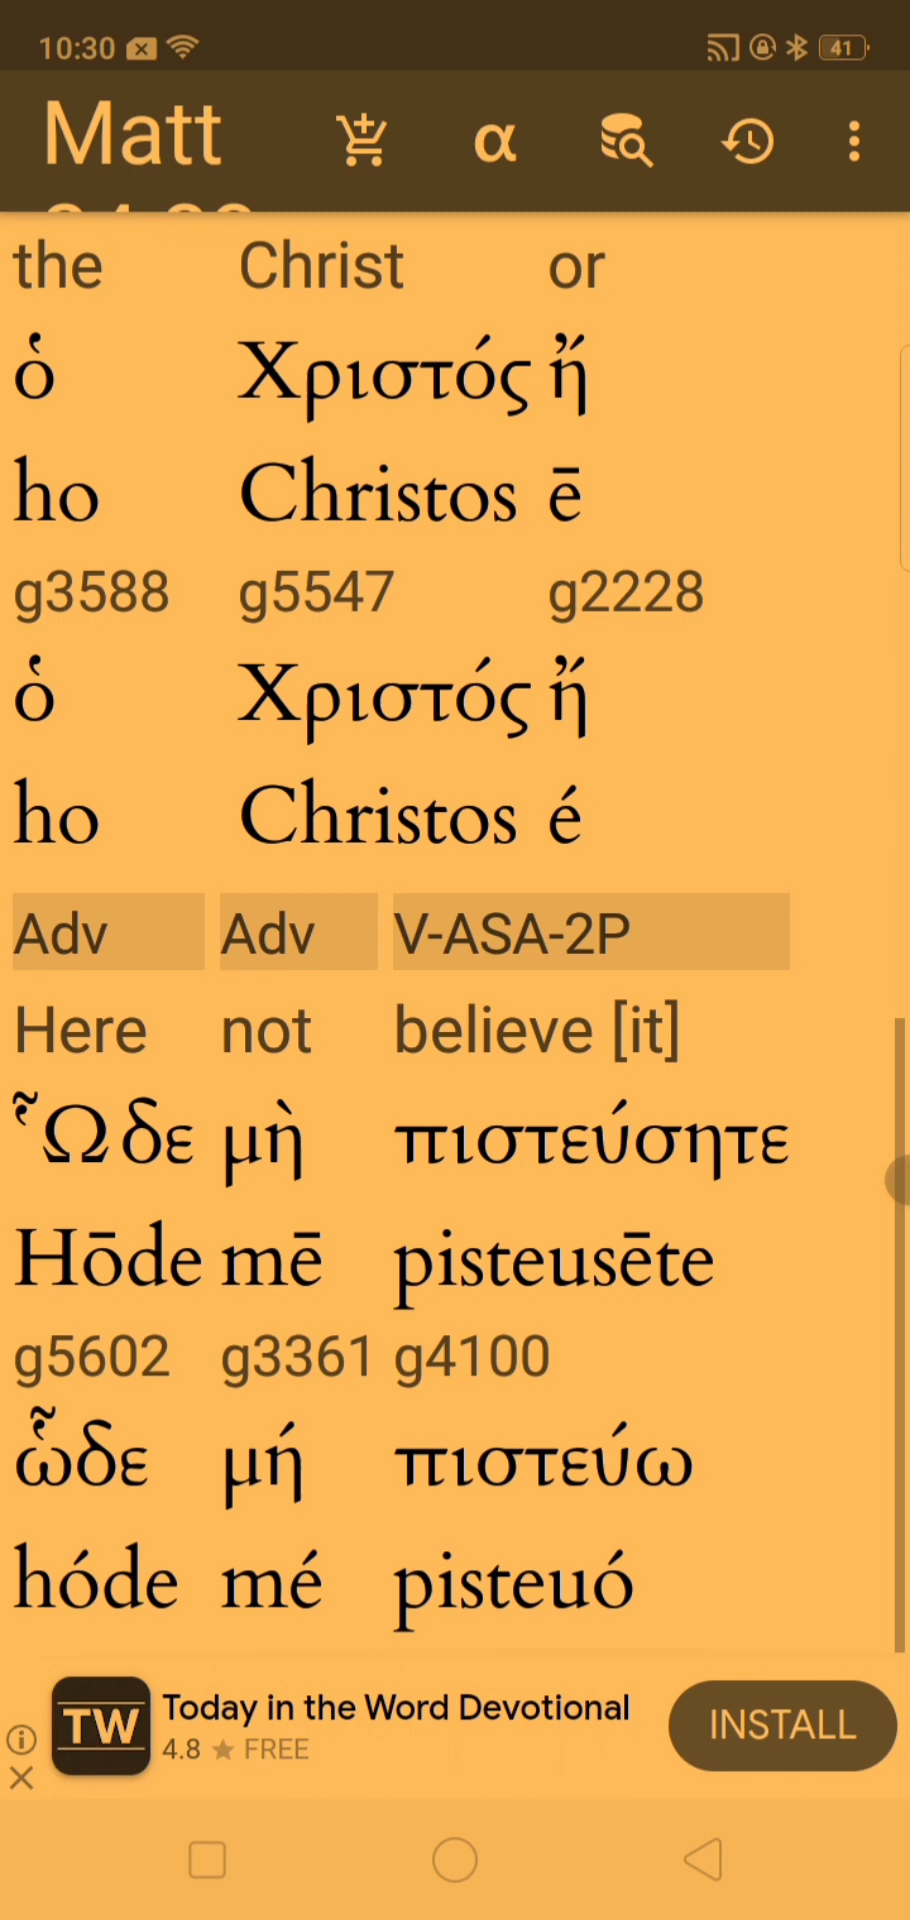 10:30 41
Matt
the Christ or
ὁ Χριστός ἤ
ho Christos ē
g3588 g5547 g2228
ὁ Χριστός ἤ
ho Christos é
Adv Adv V-ASA-2P
Here not believe [it]
Ὧδε μὴ πιστεύσητε
Hōde mē pisteusēte
g5602 g3361 g4100
ὧδε μή πιστεύω
hóde mé pisteuó
TW Today in the Word Devotional
4.8 ★ FREE
INSTALL